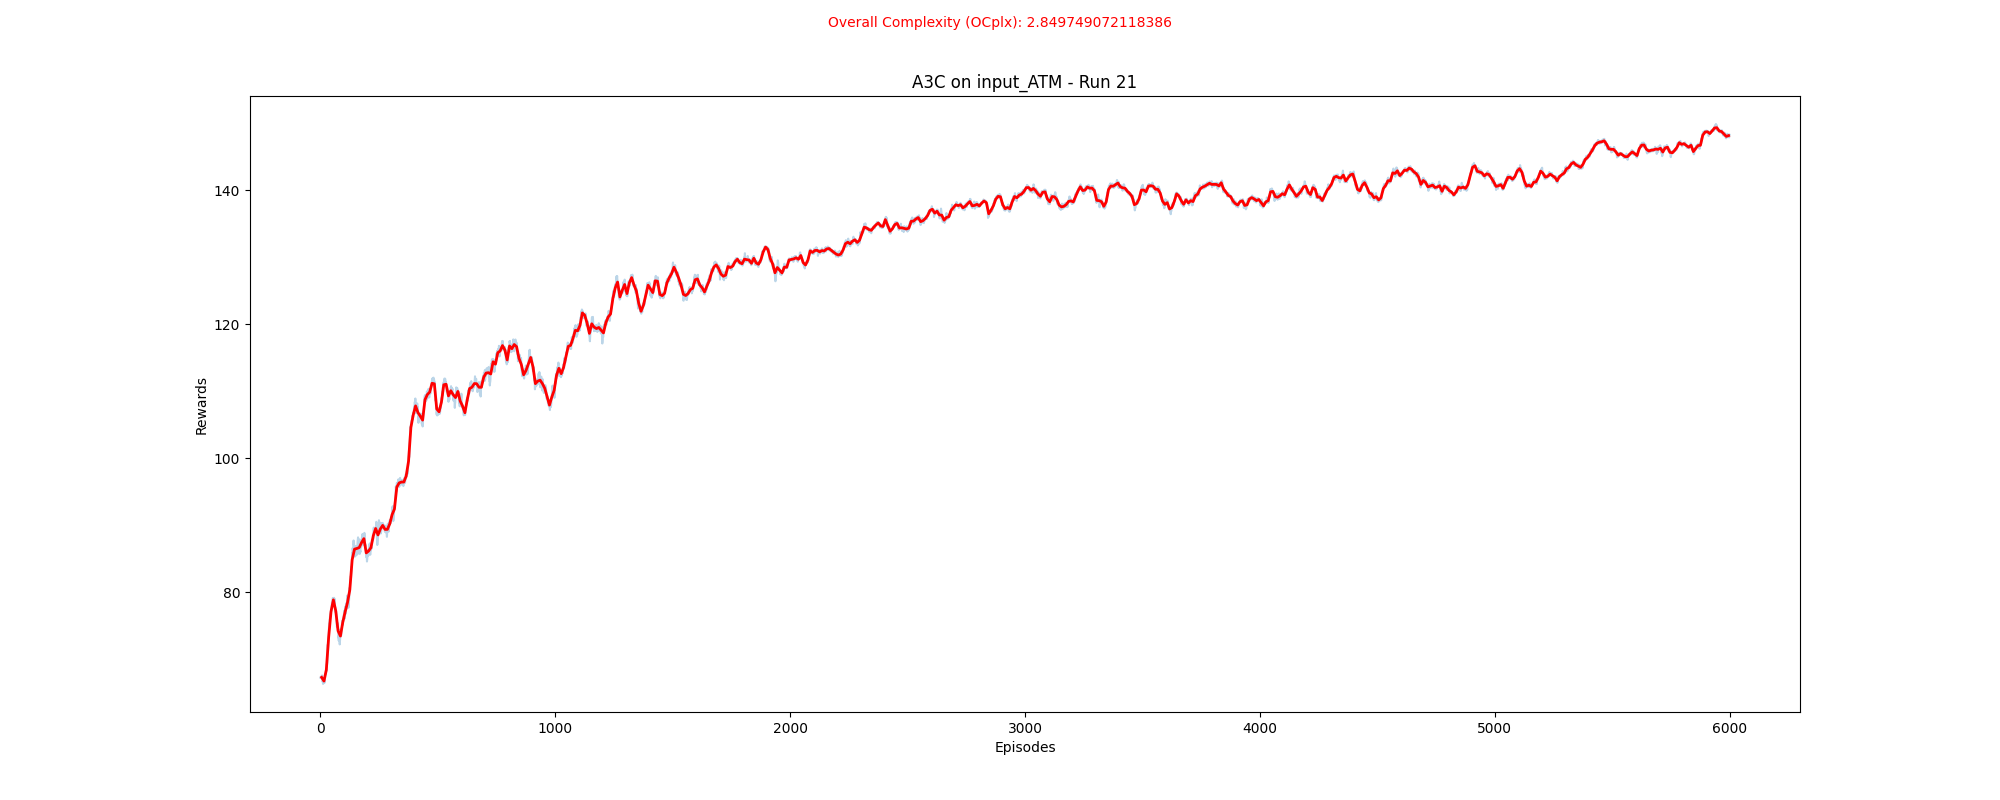 Overall Complexity (OCplx): 2.849749072118386
A3C on input_ATM - Run 21
140
120
100
80
Rewards
0 1000 2000 3000 4000 5000 6000
Episodes